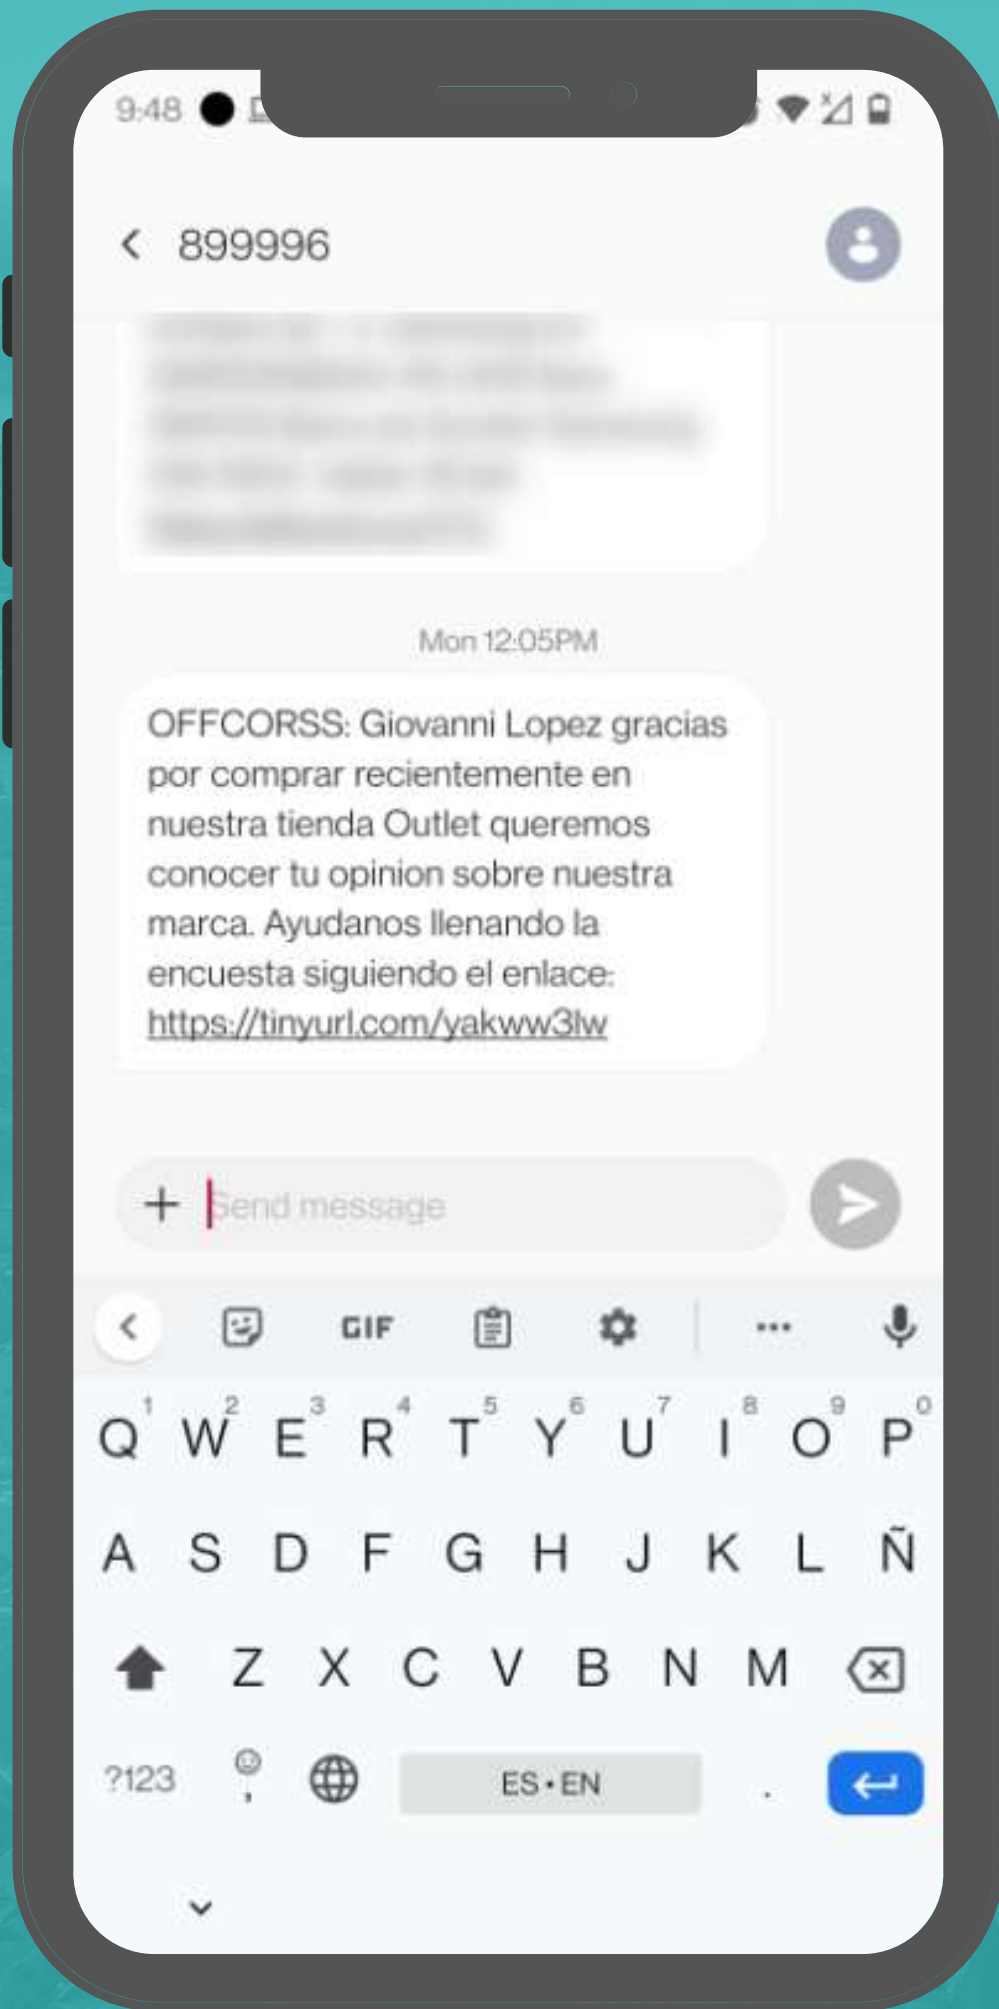 9:48
899996
Mon 12:05PM
OFFCORSS: Giovanni Lopez gracias
por comprar recientemente en
nuestra tienda Outlet queremos
conocer tu opinion sobre nuestra
marca. Ayudanos llenando la
encuesta siguiendo el enlace:
https://tinyurl.com/yakww3lw
Send message
GIF
1 2 3 4 5 6 7 8 9 0
Q W E R T Y U I O P
A S D F G H J K L Ñ
Z X C V B N M
?123 , ES • EN .